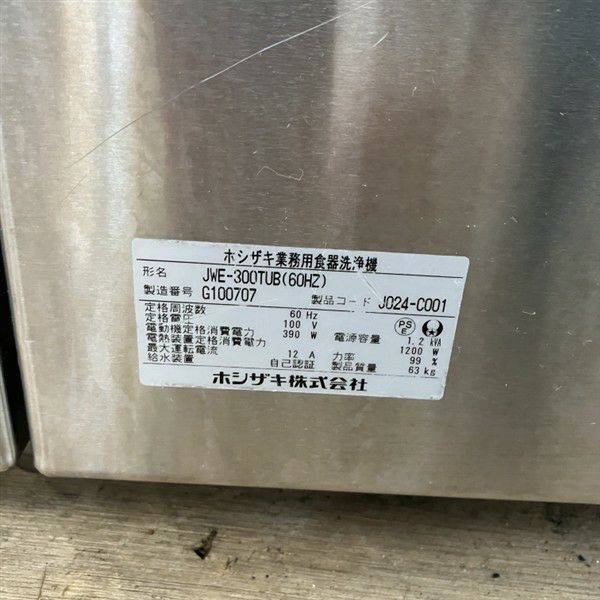 ホシザキ業務用食器洗浄機
形名 JWE-300TUB(60HZ)
製造番号 G100707 製品コード J024-C001
定格周波数 60 Hz
定格電圧 100 V 電源容量 1.2 kVA
電動機定格消費電力 390 W
電熱装置定格消費電力 1200 W
最大運転電流 12 A 力率 99 %
給水装置 自己認証 製品質量 63 kg
PS E
ホシザキ株式会社